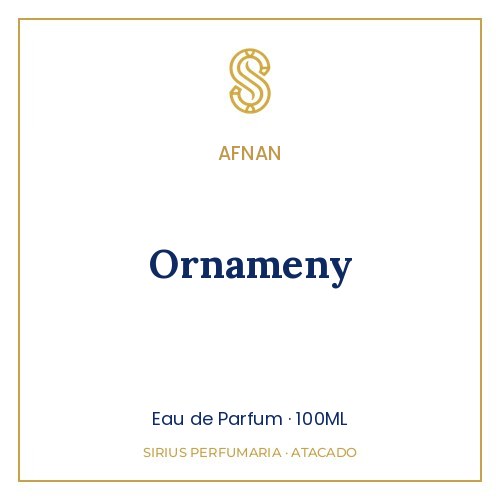 AFNAN
Ornameny
Eau de Parfum · 100ML
SIRIUS PERFUMARIA · ATACADO